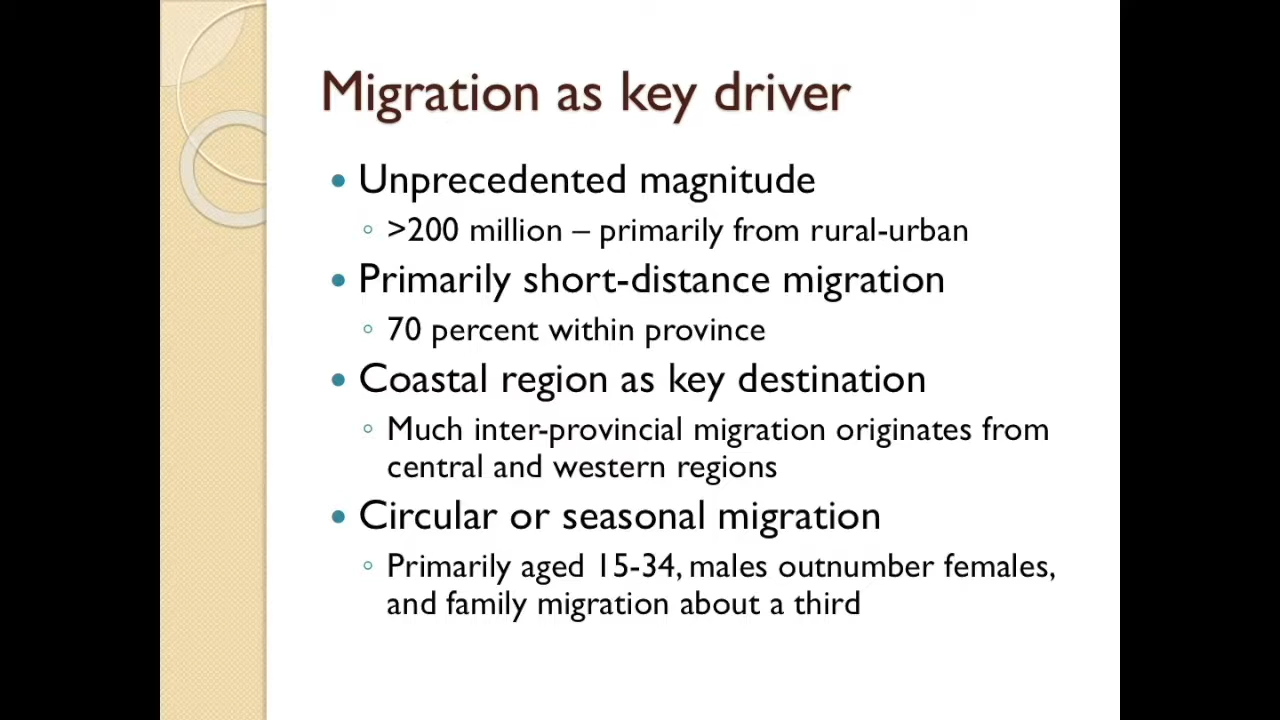 Migration as key driver
• Unprecedented magnitude
◦ >200 million – primarily from rural-urban
• Primarily short-distance migration
◦ 70 percent within province
• Coastal region as key destination
◦ Much inter-provincial migration originates from
central and western regions
• Circular or seasonal migration
◦ Primarily aged 15-34, males outnumber females,
and family migration about a third